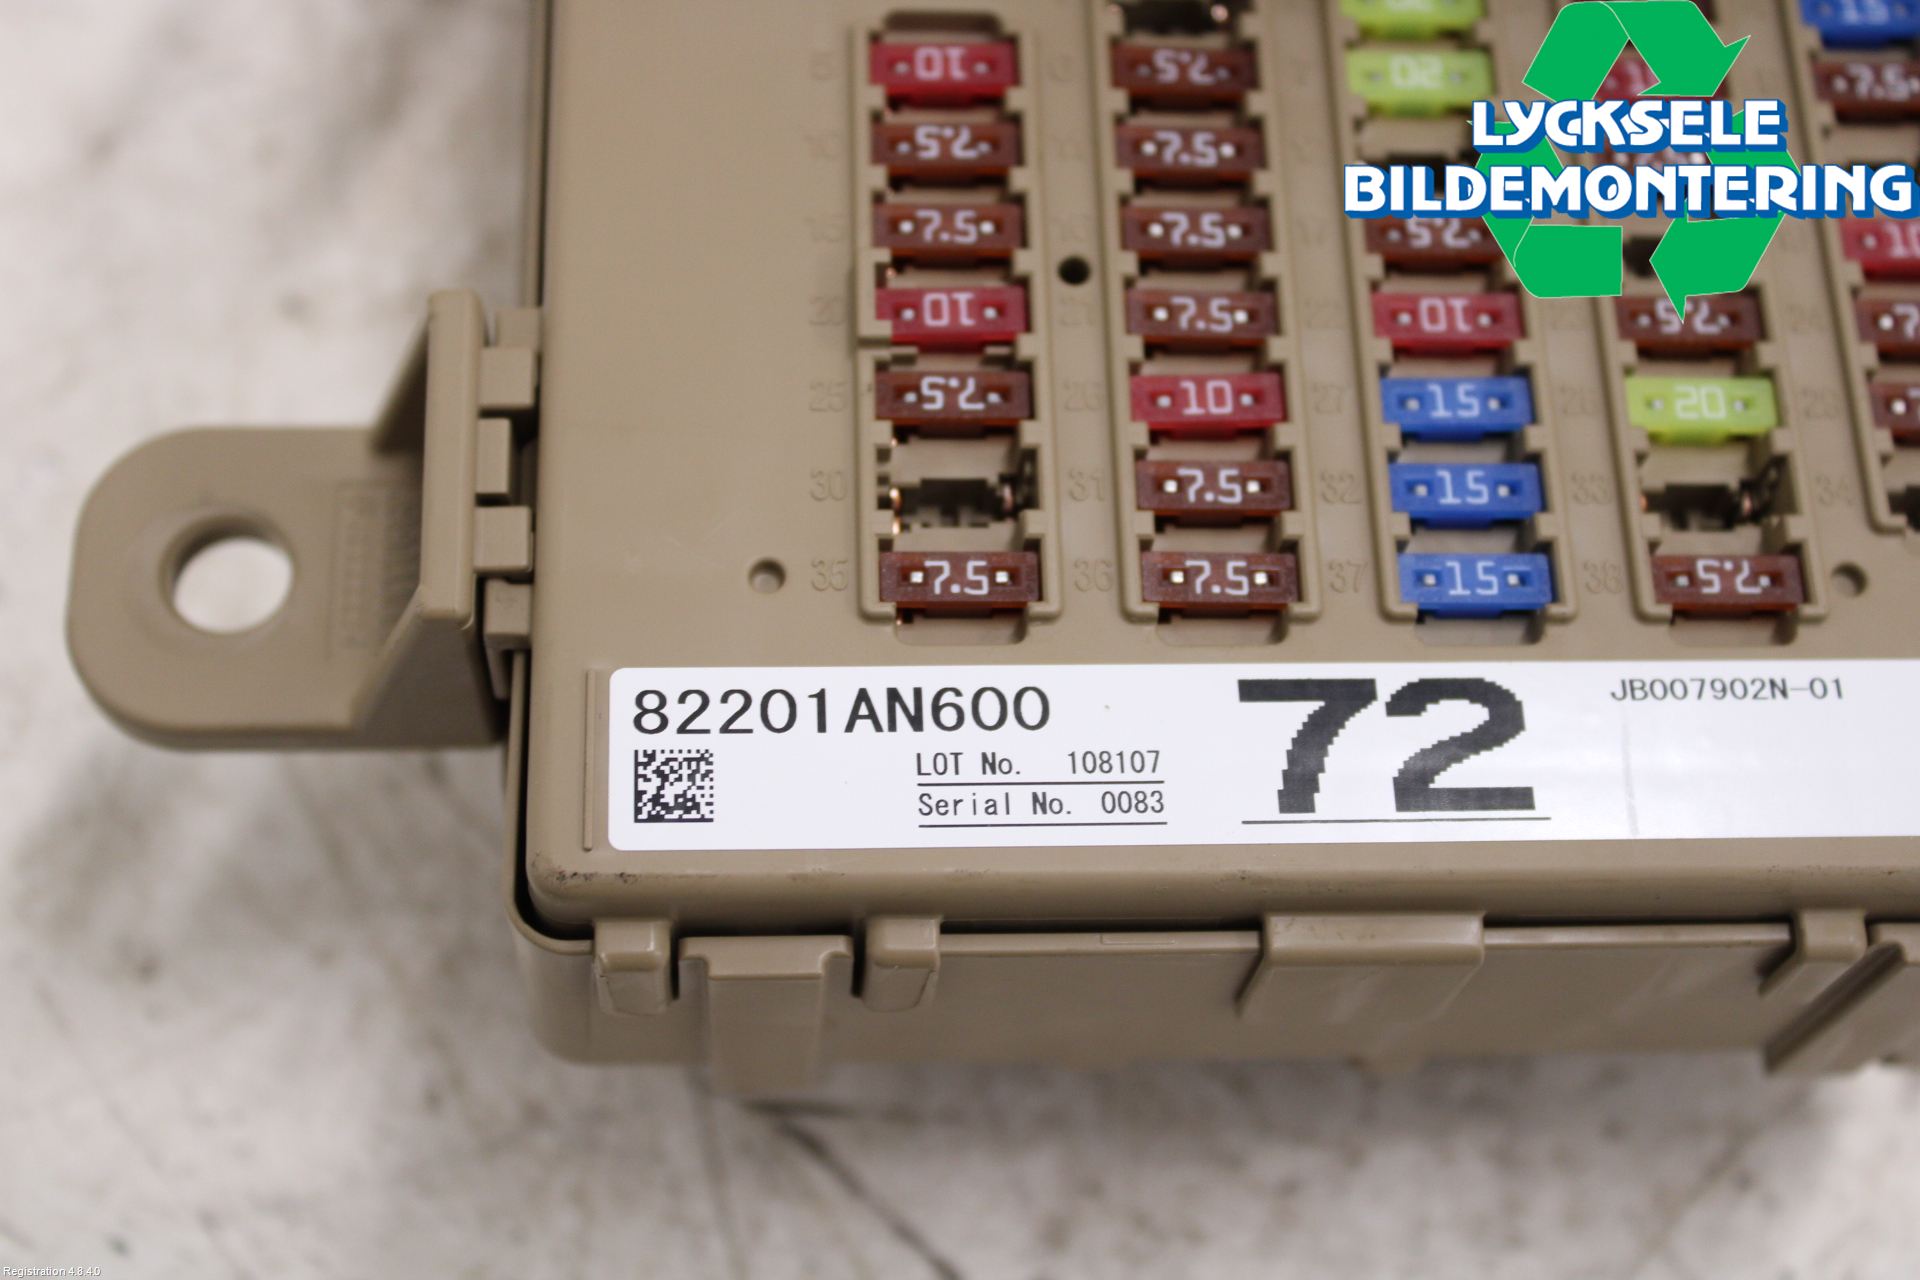 10 7.5 20
7.5 7.5
7.5 7.5 7.5 10
10 7.5 10 7.5
25 7.5 26 10 27 15 28 20 29
30 31 7.5 32 15 33 34
35 7.5 36 7.5 37 15 38 7.5
LYCKSELE
BILDEMONTERING
82201AN600
72
JB007902N-01
LOT No. 108107
Serial No. 0083
Registration 4.8.4.0